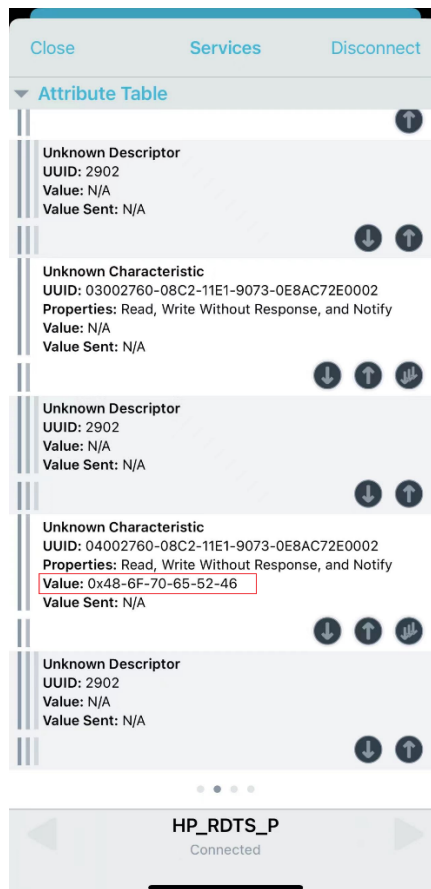 Close Services Disconnect
Attribute Table
Unknown Descriptor
UUID: 2902
Value: N/A
Value Sent: N/A
Unknown Characteristic
UUID: 03002760-08C2-11E1-9073-0E8AC72E0002
Properties: Read, Write Without Response, and Notify
Value: N/A
Value Sent: N/A
Unknown Descriptor
UUID: 2902
Value: N/A
Value Sent: N/A
Unknown Characteristic
UUID: 04002760-08C2-11E1-9073-0E8AC72E0002
Properties: Read, Write Without Response, and Notify
Value: 0x48-6F-70-65-52-46
Value Sent: N/A
Unknown Descriptor
UUID: 2902
Value: N/A
Value Sent: N/A
HP_RDTS_P
Connected